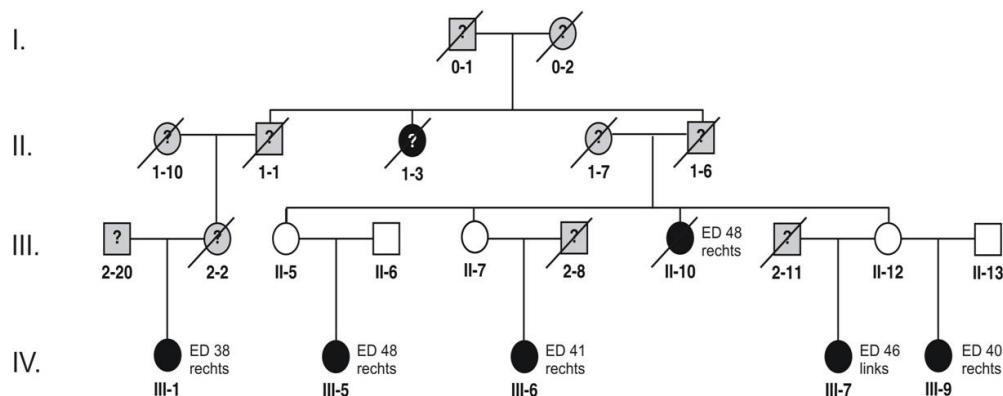 I.
? ?
0-1 0-2
II.
? ? ? ? ?
1-10 1-1 1-3 1-7 1-6
III.
? ? ? ? ED 48
rechts
2-20 2-2 II-5 II-6 II-7 2-8 II-10 2-11 II-12 II-13
IV.
ED 38
rechts
ED 48
rechts
ED 41
rechts
ED 46
links
ED 40
rechts
III-1 III-5 III-6 III-7 III-9